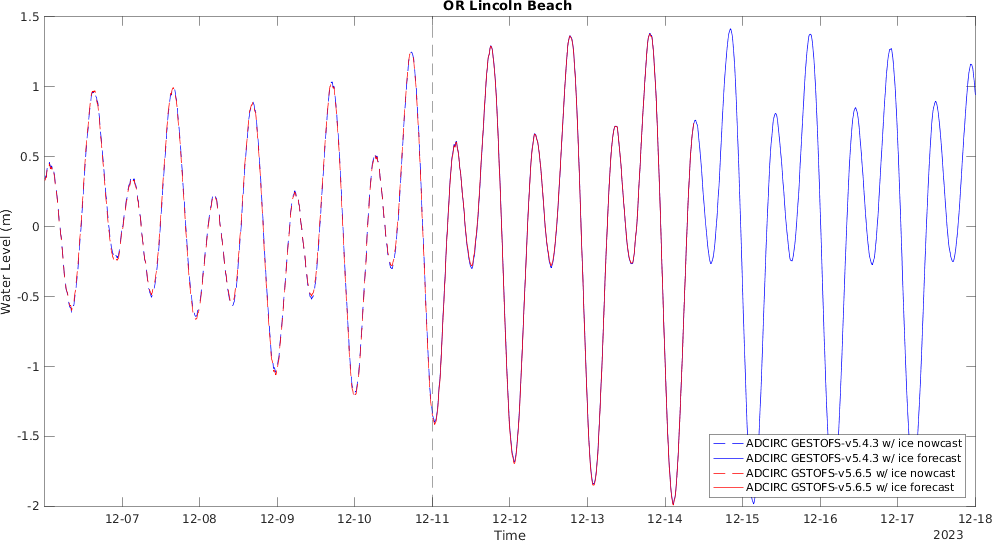 OR Lincoln Beach
1.5
1
0.5
0
-0.5
-1
-1.5
-2
Water Level (m)
12-07 12-08 12-09 12-10 12-11 12-12 12-13 12-14 12-15 12-16 12-17 12-18
Time
2023
ADCIRC GESTOFS-v5.4.3 w/ ice nowcast
ADCIRC GESTOFS-v5.4.3 w/ ice forecast
ADCIRC GSTOFS-v5.6.5 w/ ice nowcast
ADCIRC GSTOFS-v5.6.5 w/ ice forecast